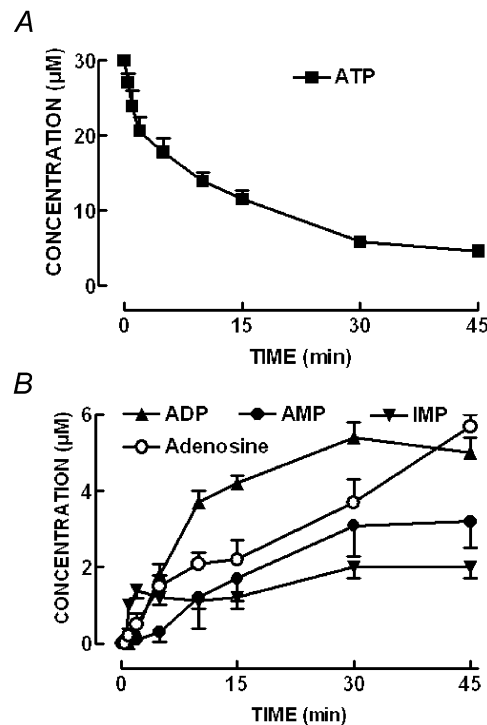 A
CONCENTRATION (µM)
30
20
10
0
ATP
0 15 30 45
TIME (min)
B
CONCENTRATION (µM)
6
4
2
0
ADP AMP IMP
Adenosine
0 15 30 45
TIME (min)